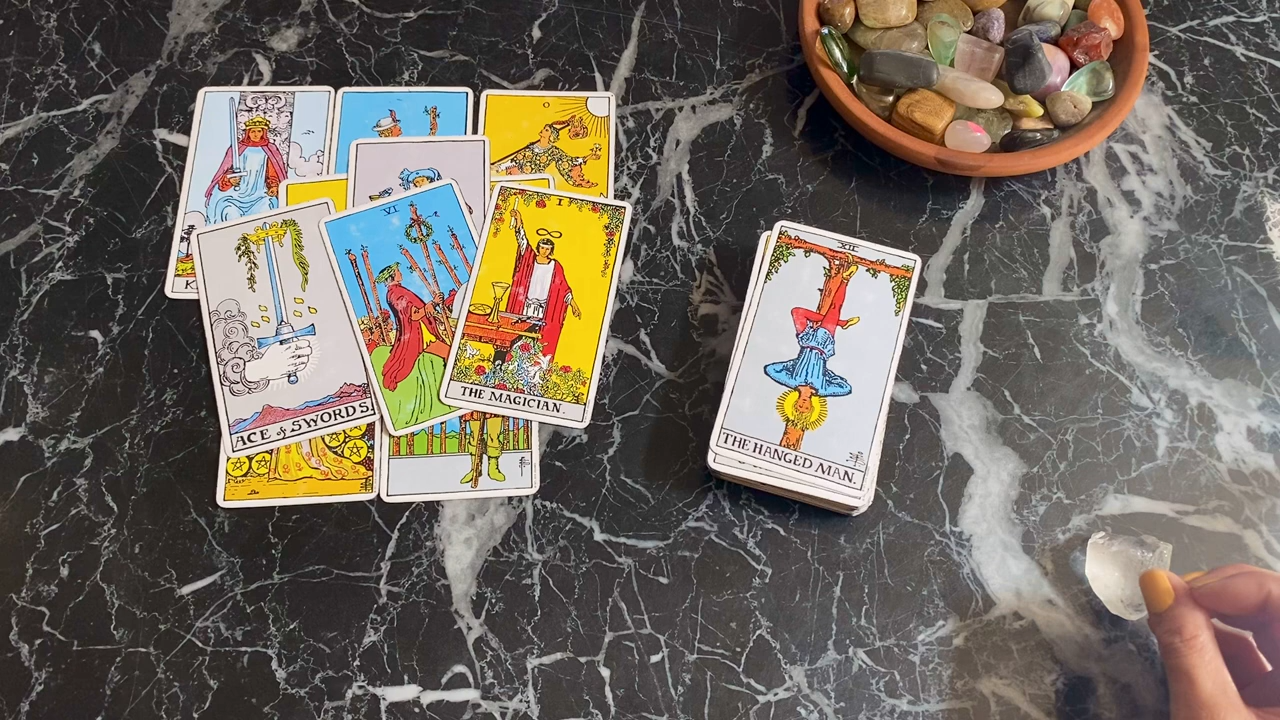 K
VI
I
ACE of SWORDS.
THE MAGICIAN.
XII
THE HANGED MAN.